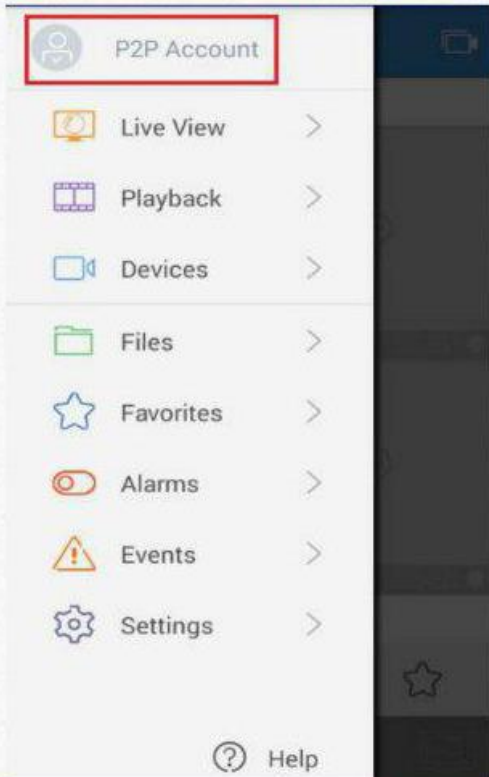 P2P Account
Live View
Playback
Devices
Files
Favorites
Alarms
Events
Settings
Help